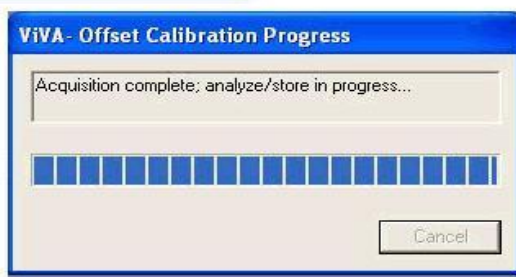 ViVA- Offset Calibration Progress
Acquisition complete; analyze/store in progress...
Cancel